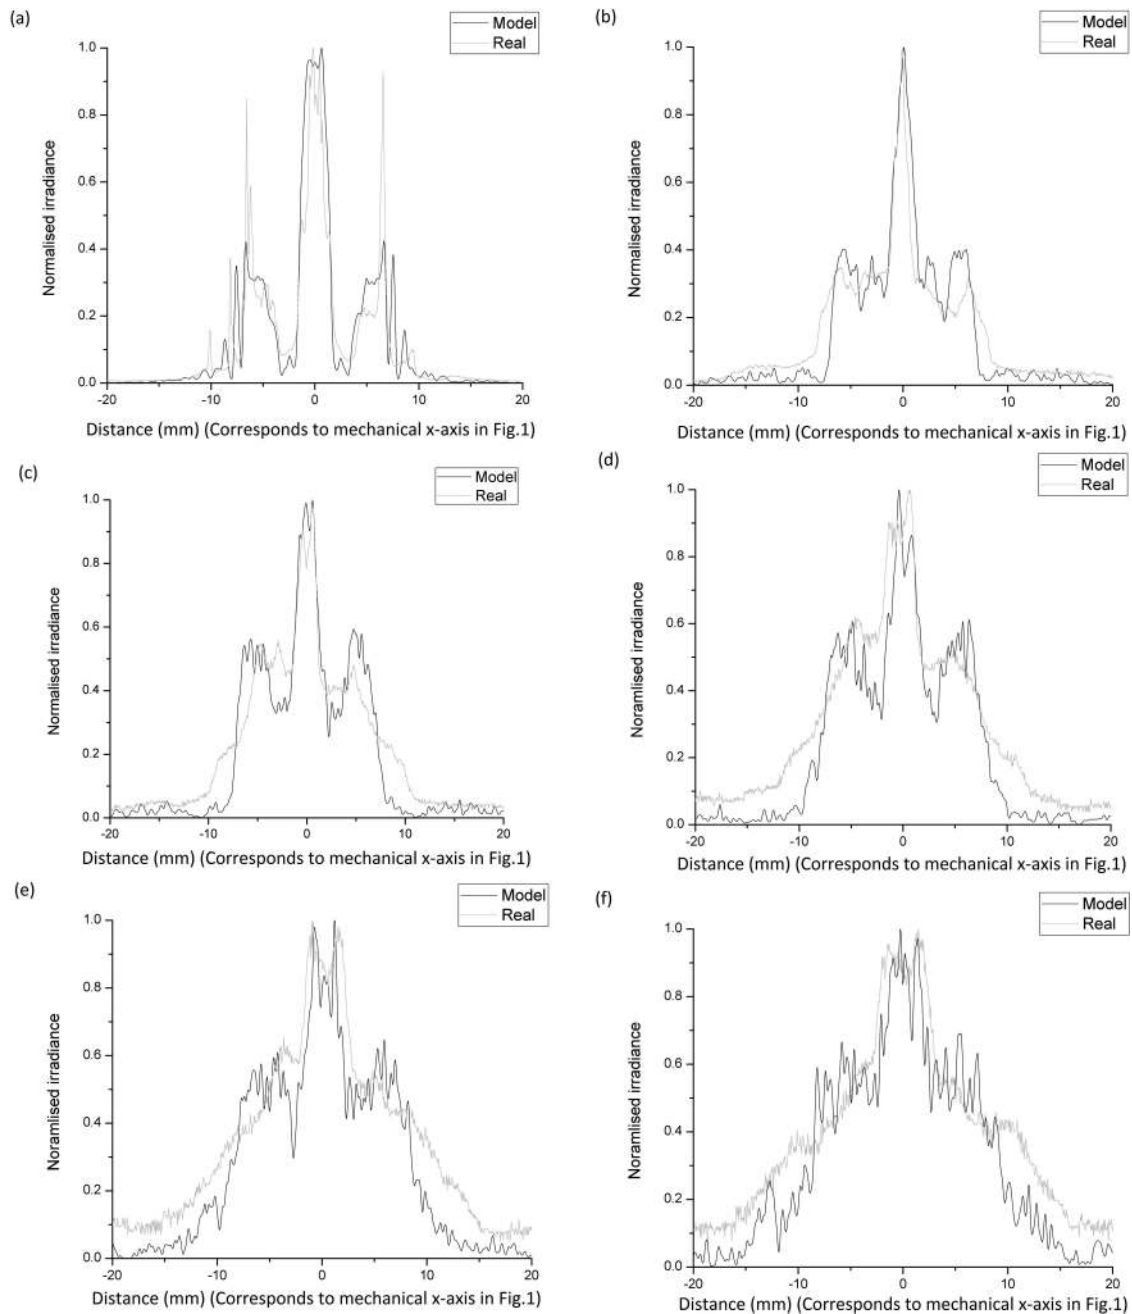 (a)
Model
Real
Normalised irradiance
1.0
0.8
0.6
0.4
0.2
0.0
-20 -10 0 10 20
Distance (mm) (Corresponds to mechanical x-axis in Fig.1)
(b)
Model
Real
Normalised irradiance
1.0
0.8
0.6
0.4
0.2
0.0
-20 -10 0 10 20
Distance (mm) (Corresponds to mechanical x-axis in Fig.1)
(c)
Model
Real
Normalised irradiance
1.0
0.8
0.6
0.4
0.2
0.0
-20 -10 0 10 20
Distance (mm) (Corresponds to mechanical x-axis in Fig.1)
(d)
Model
Real
Noramlised irradiance
1.0
0.8
0.6
0.4
0.2
0.0
-20 -10 0 10 20
Distance (mm) (Corresponds to mechanical x-axis in Fig.1)
(e)
Model
Real
Noramlised irradiance
1.0
0.8
0.6
0.4
0.2
0.0
-20 -10 0 10 20
Distance (mm) (Corresponds to mechanical x-axis in Fig.1)
(f)
Model
Real
Noramlised irradiance
1.0
0.8
0.6
0.4
0.2
0.0
-20 -10 0 10 20
Distance (mm) (Corresponds to mechanical x-axis in Fig.1)